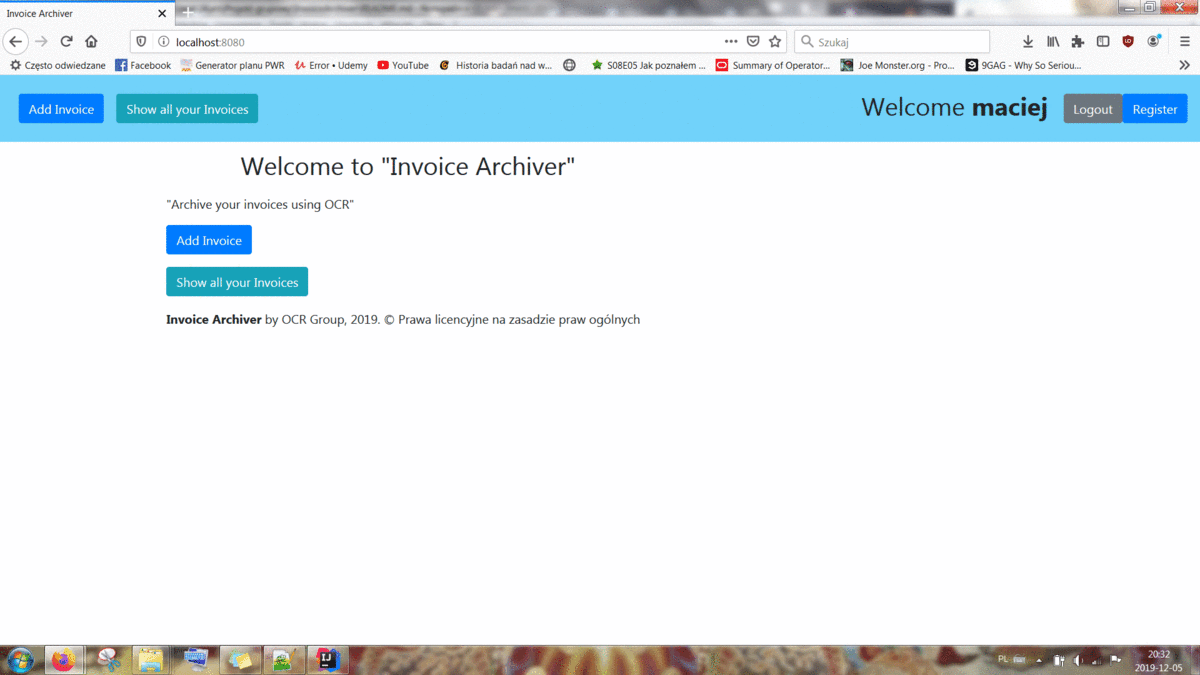 Invoice Archiver
localhost:8080
Szukaj
Często odwiedzane
Facebook
Generator planu PWR
Error • Udemy
YouTube
Historia badań nad w...
S08E05 Jak poznałem ...
Summary of Operator...
Joe Monster.org - Pro...
9GAG - Why So Seriou...
Add Invoice
Show all your Invoices
Welcome maciej
Logout
Register
Welcome to "Invoice Archiver"
"Archive your invoices using OCR"
Add Invoice
Show all your Invoices
Invoice Archiver by OCR Group, 2019. © Prawa licencyjne na zasadzie praw ogólnych
PL
20:32
2019-12-05